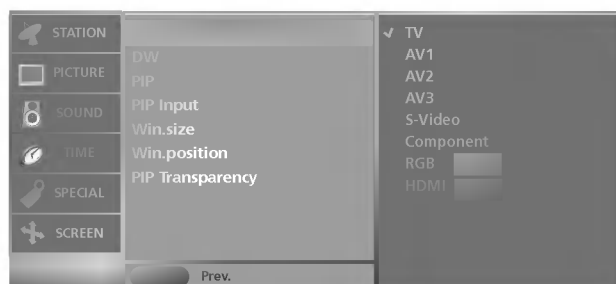 STATION
PICTURE
SOUND
TIME
SPECIAL
SCREEN
DW
PIP
PIP Input
Win.size
Win.position
PIP Transparency
Prev.
TV
AV1
AV2
AV3
S-Video
Component
RGB
HDMI